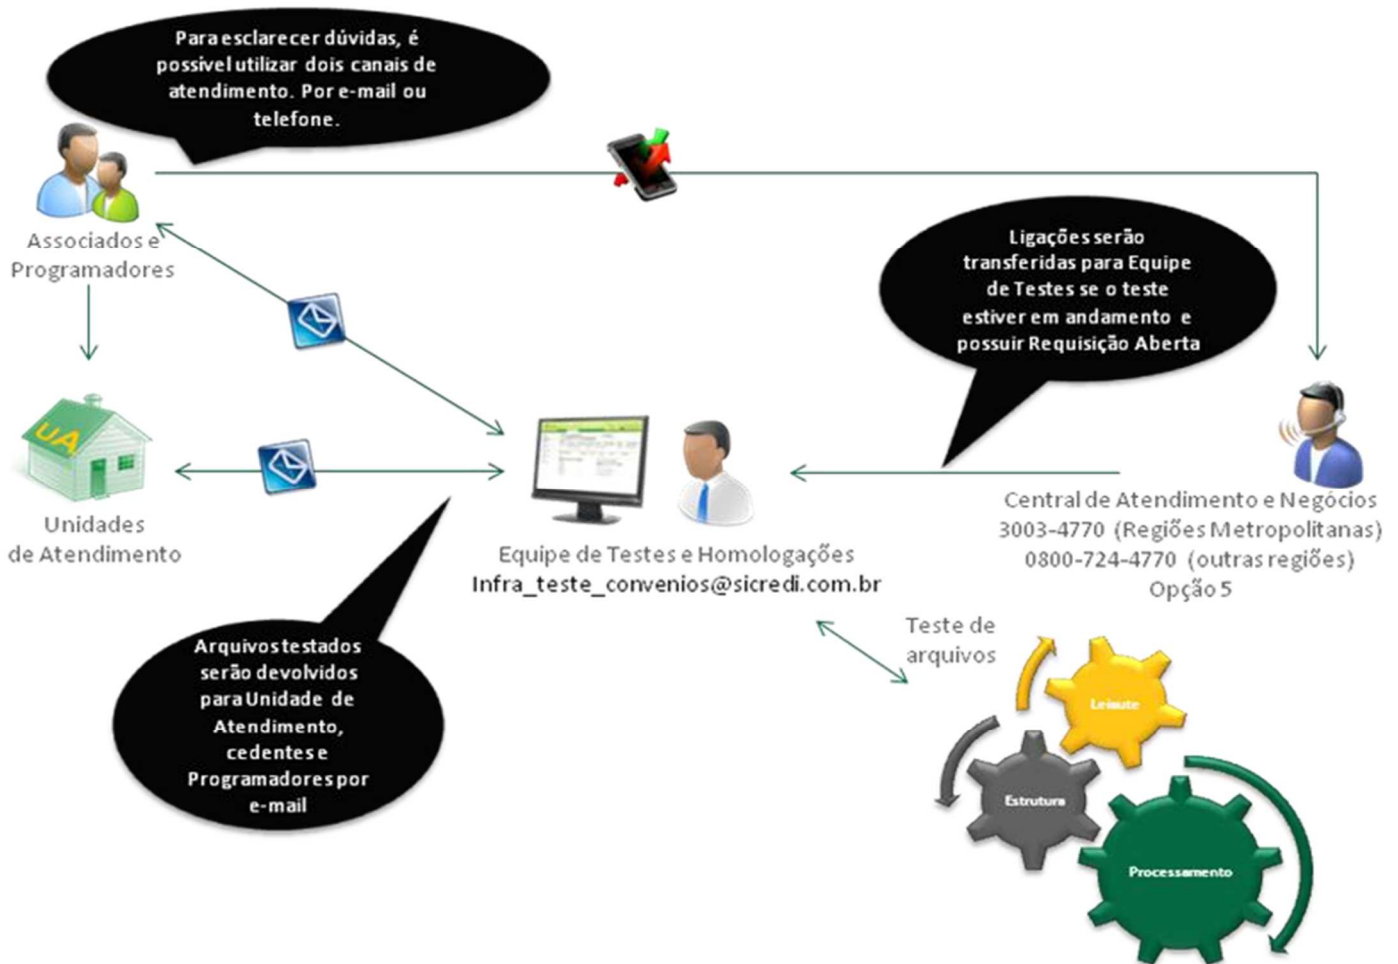 Para esclarecer dúvidas, é
possível utilizar dois canais de
atendimento. Por e-mail ou
telefone.
Associados e
Programadores
Ligações serão
transferidas para Equipe
de Testes se o teste
estiver em andamento e
possuir Requisição Aberta
UA
Unidades
de Atendimento
Equipe de Testes e Homologações
Infra_teste_convenios@sicredi.com.br
Central de Atendimento e Negócios
3003-4770 (Regiões Metropolitanas)
0800-724-4770 (outras regiões)
Opção 5
Arquivos testados
serão devolvidos
para Unidade de
Atendimento,
cedentes e
Programadores por
e-mail
Teste de
arquivos
Leiaute
Estrutura
Processamento